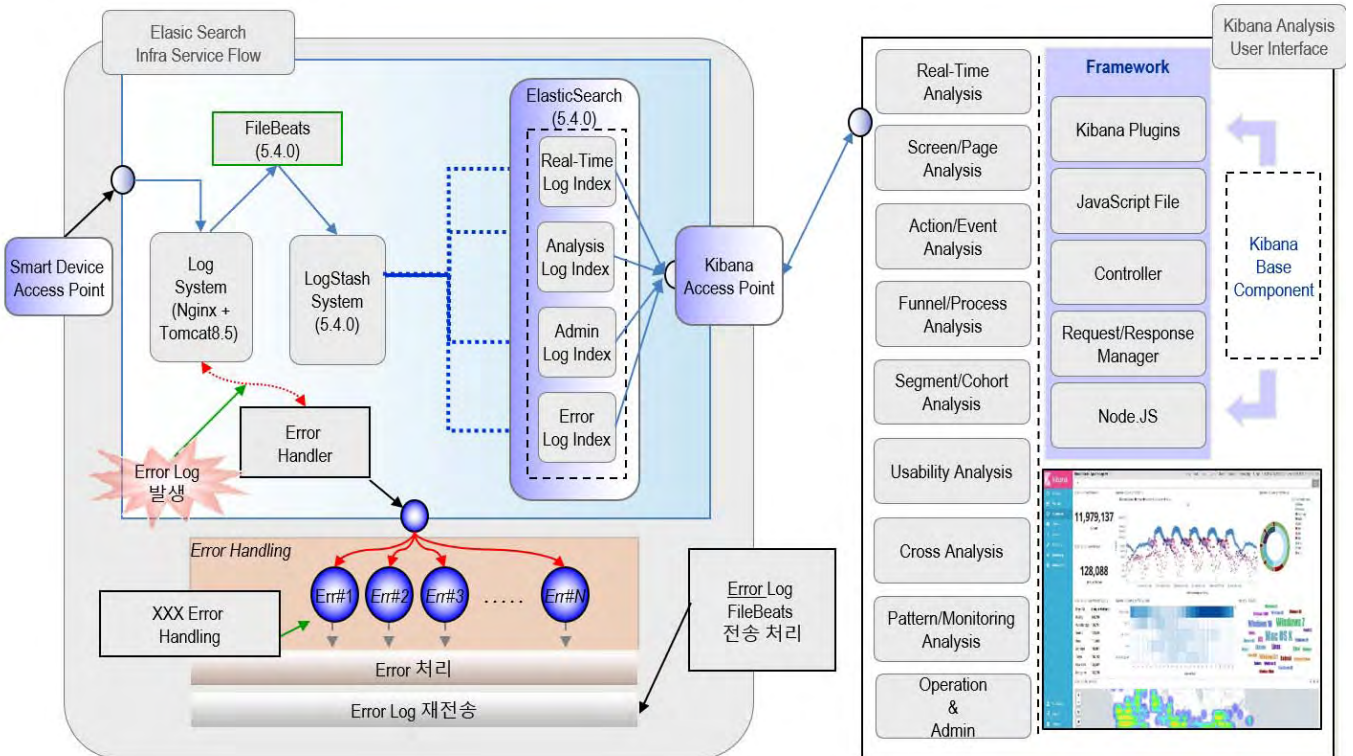 Elasic Search
Infra Service Flow
FileBeats
(5.4.0)
Smart Device
Access Point
Log
System
(Nginx +
Tomcat8.5)
LogStash
System
(5.4.0)
ElasticSearch
(5.4.0)
Real-Time
Log Index
Analysis
Log Index
Admin
Log Index
Error
Log Index
Kibana
Access Point
Error Log
발생
Error
Handler
Error Handling
Err#1
Err#2
Err#3
.....
Err#N
XXX Error
Handling
Error 처리
Error Log 재전송
Error Log
FileBeats
전송 처리
Kibana Analysis
User Interface
Real-Time
Analysis
Screen/Page
Analysis
Action/Event
Analysis
Funnel/Process
Analysis
Segment/Cohort
Analysis
Usability Analysis
Cross Analysis
Pattern/Monitoring
Analysis
Operation
&
Admin
Framework
Kibana Plugins
JavaScript File
Controller
Request/Response
Manager
Node.JS
Kibana
Base
Component
11,979,137
128,088
Windows 7
Mac OS X